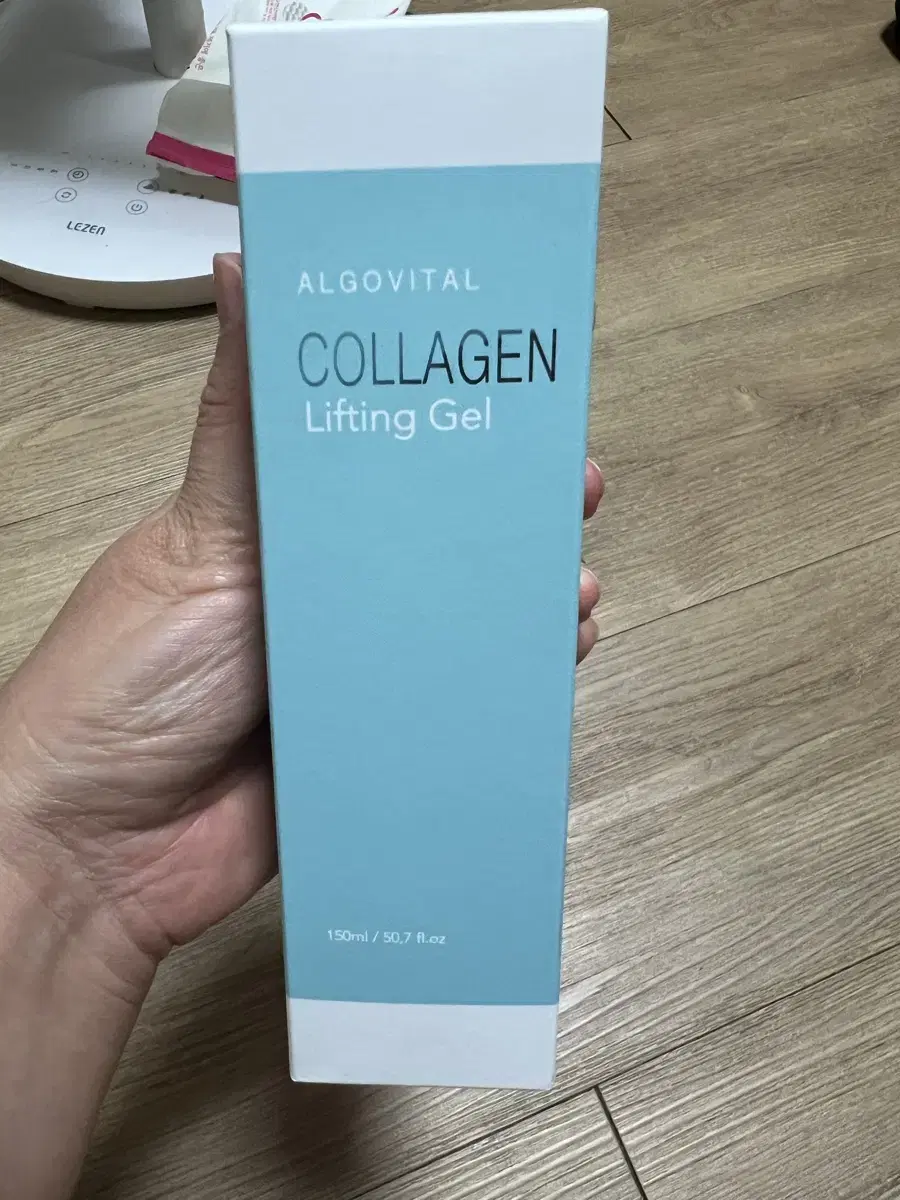 LEZEN
ALGOVITAL
COLLAGEN
Lifting Gel
150ml / 50,7 fl.oz